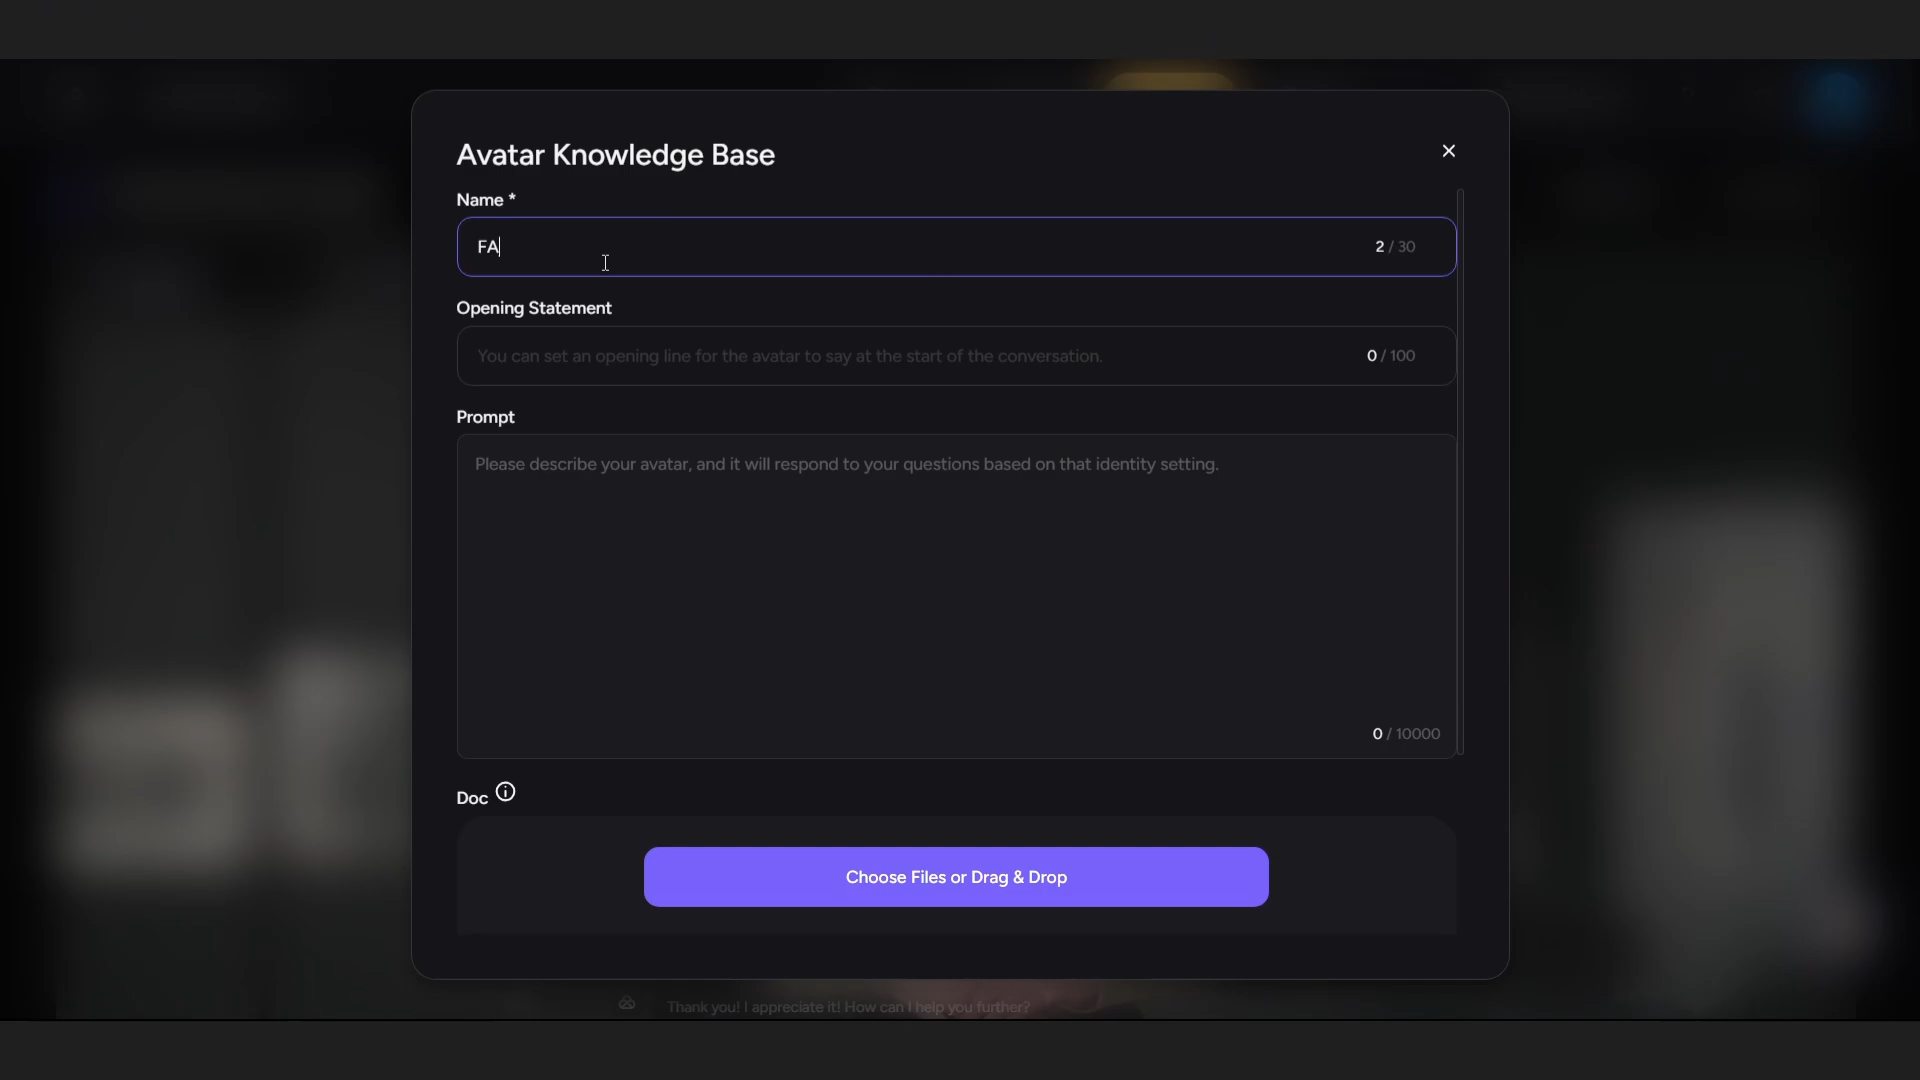 Avatar Knowledge Base
Name *
FA
2 / 30
Opening Statement
You can set an opening line for the avatar to say at the start of the conversation.
0 / 100
Prompt
Please describe your avatar, and it will respond to your questions based on that identity setting.
0 / 10000
Doc
Choose Files or Drag & Drop
Thank you! I appreciate it! How can I help you further?